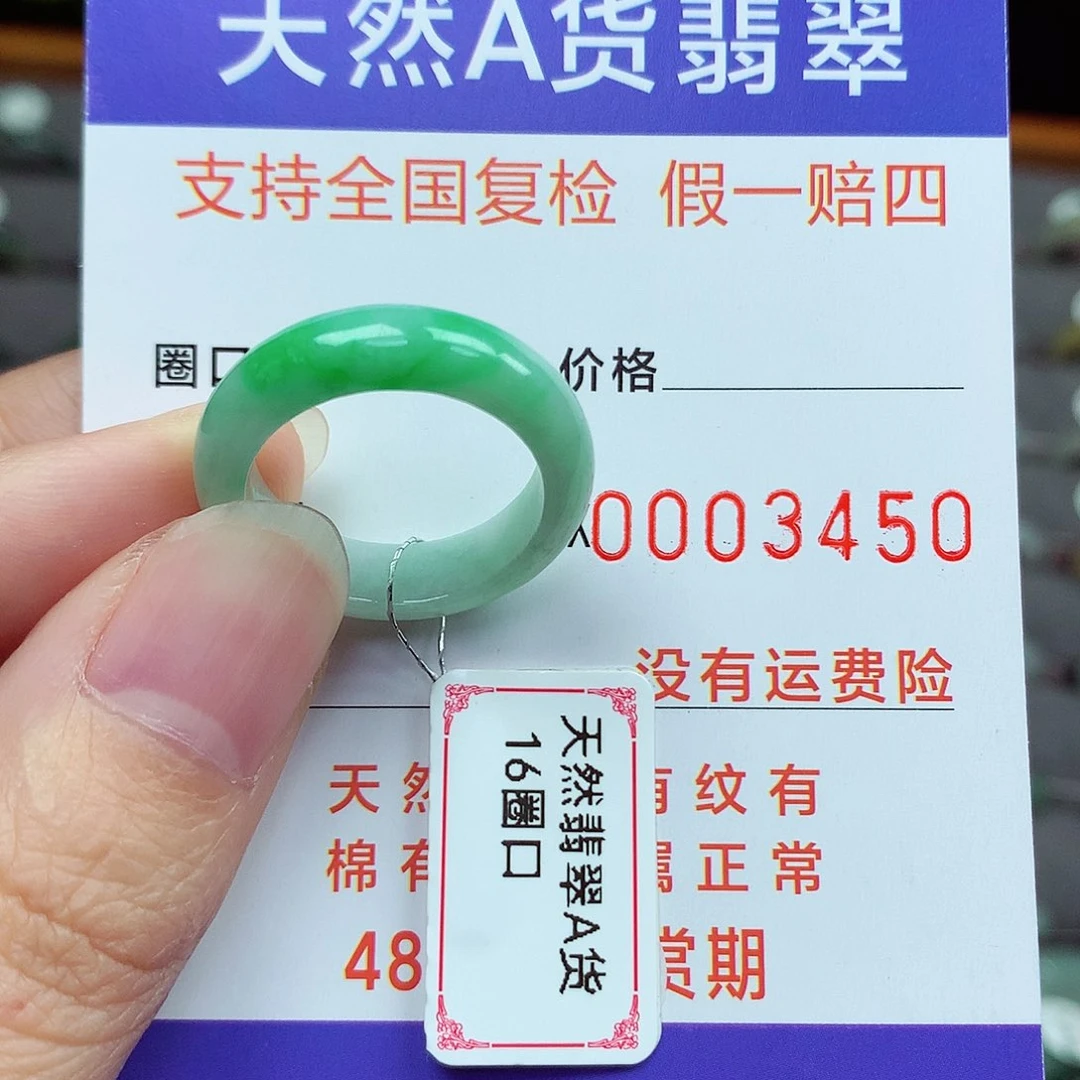 天然A货翡翠
支持全国复检 假一赔四
圈口 价格
0003450
没有运费险
天然 有纹有
棉有 属正常
48 赏期
天然翡翠A货
16圈口